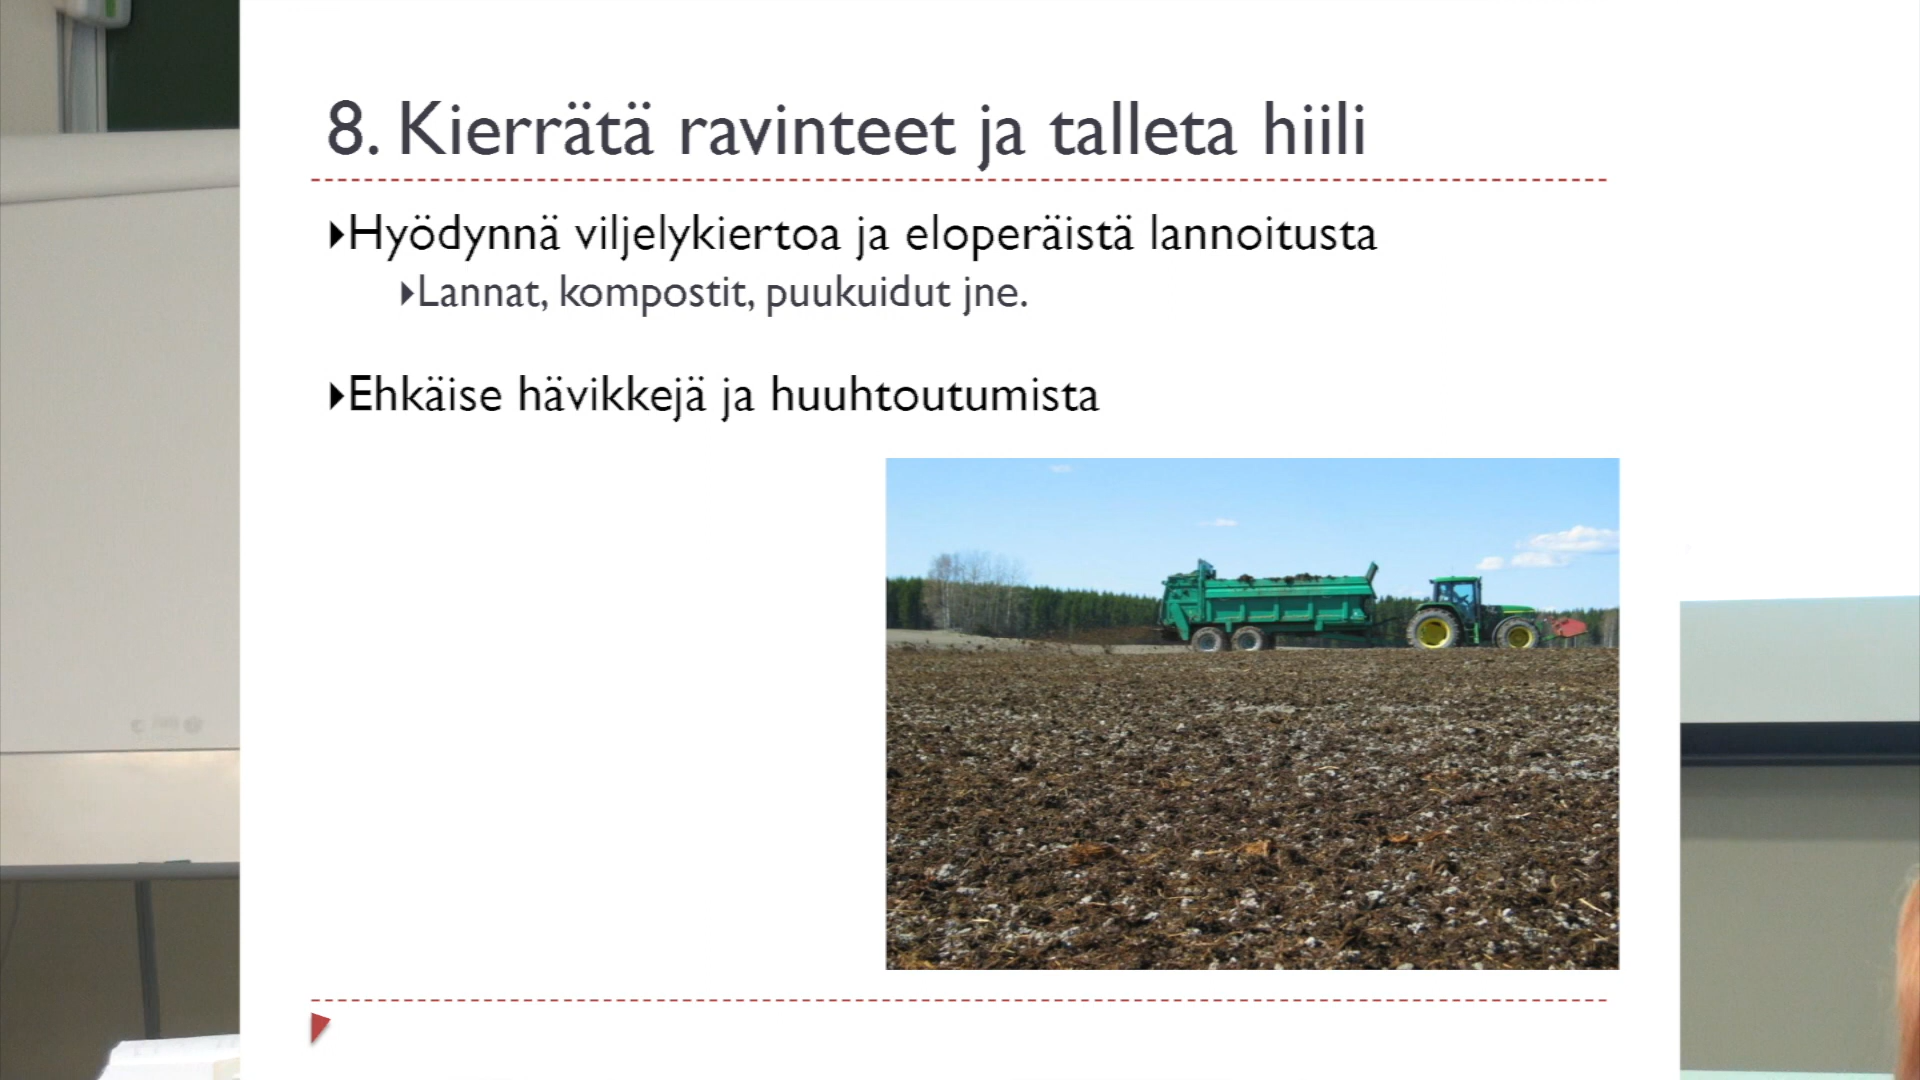 8. Kierrätä ravinteet ja talleta hiili
Hyödynnä viljelykiertoa ja eloperäistä lannoitusta
Lannat, kompostit, puukuidut jne.
Ehkäise hävikkejä ja huuhtoutumista